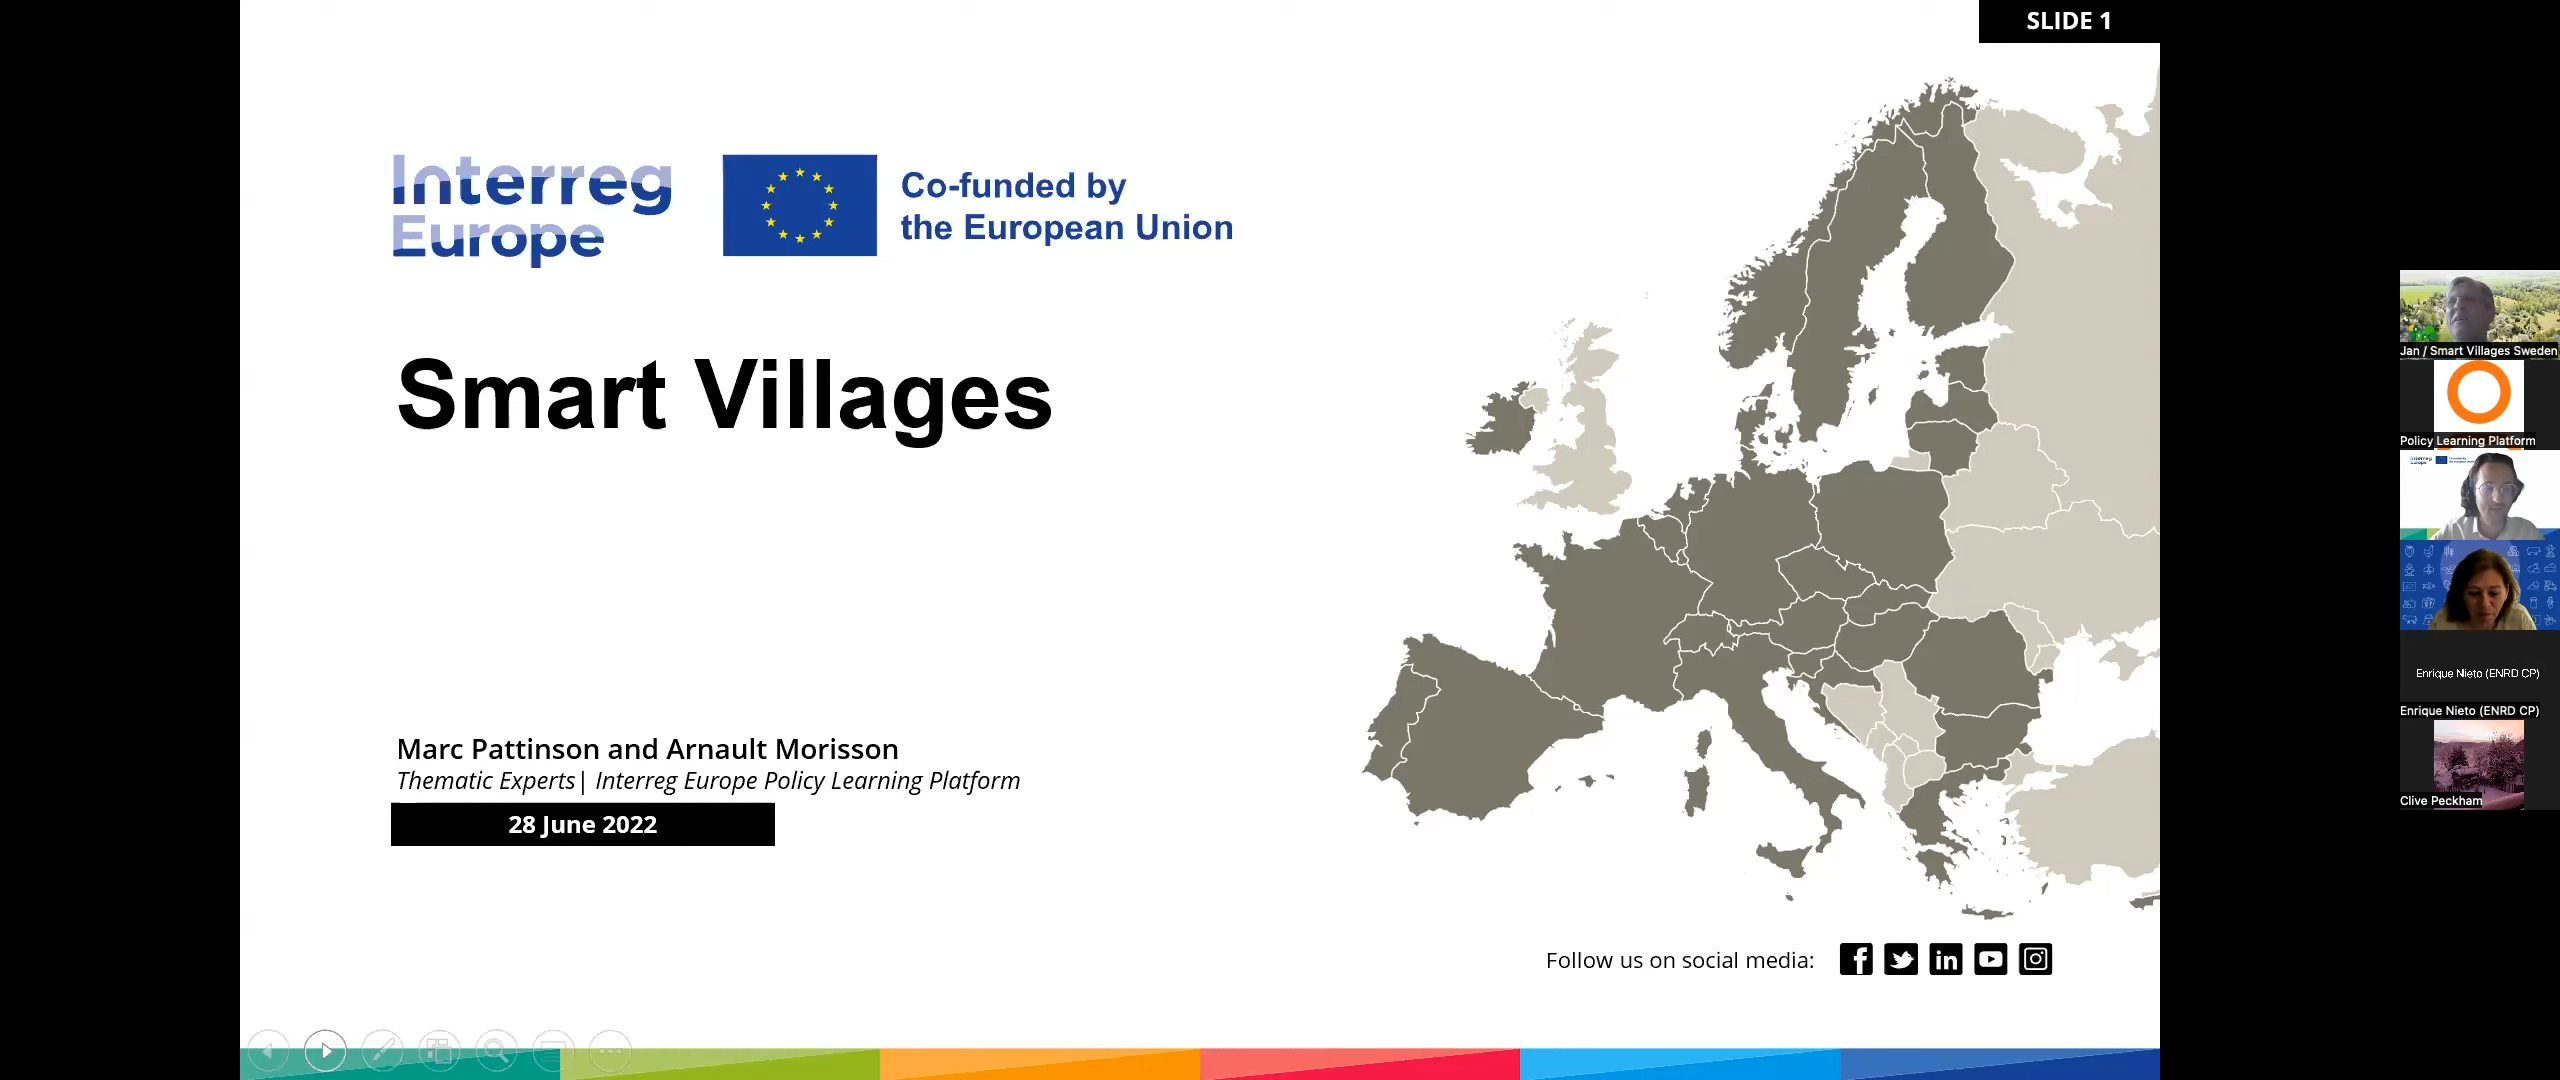 SLIDE 1
Interreg
Europe
Co-funded by
the European Union
Smart Villages
Marc Pattinson and Arnault Morisson
Thematic Experts| Interreg Europe Policy Learning Platform
28 June 2022
Follow us on social media:
Jan / Smart Villages Sweden
Policy Learning Platform
Interreg
Europe
Enrique Nieto (ENRD CP)
Enrique Nieto (ENRD CP)
Clive Peckham